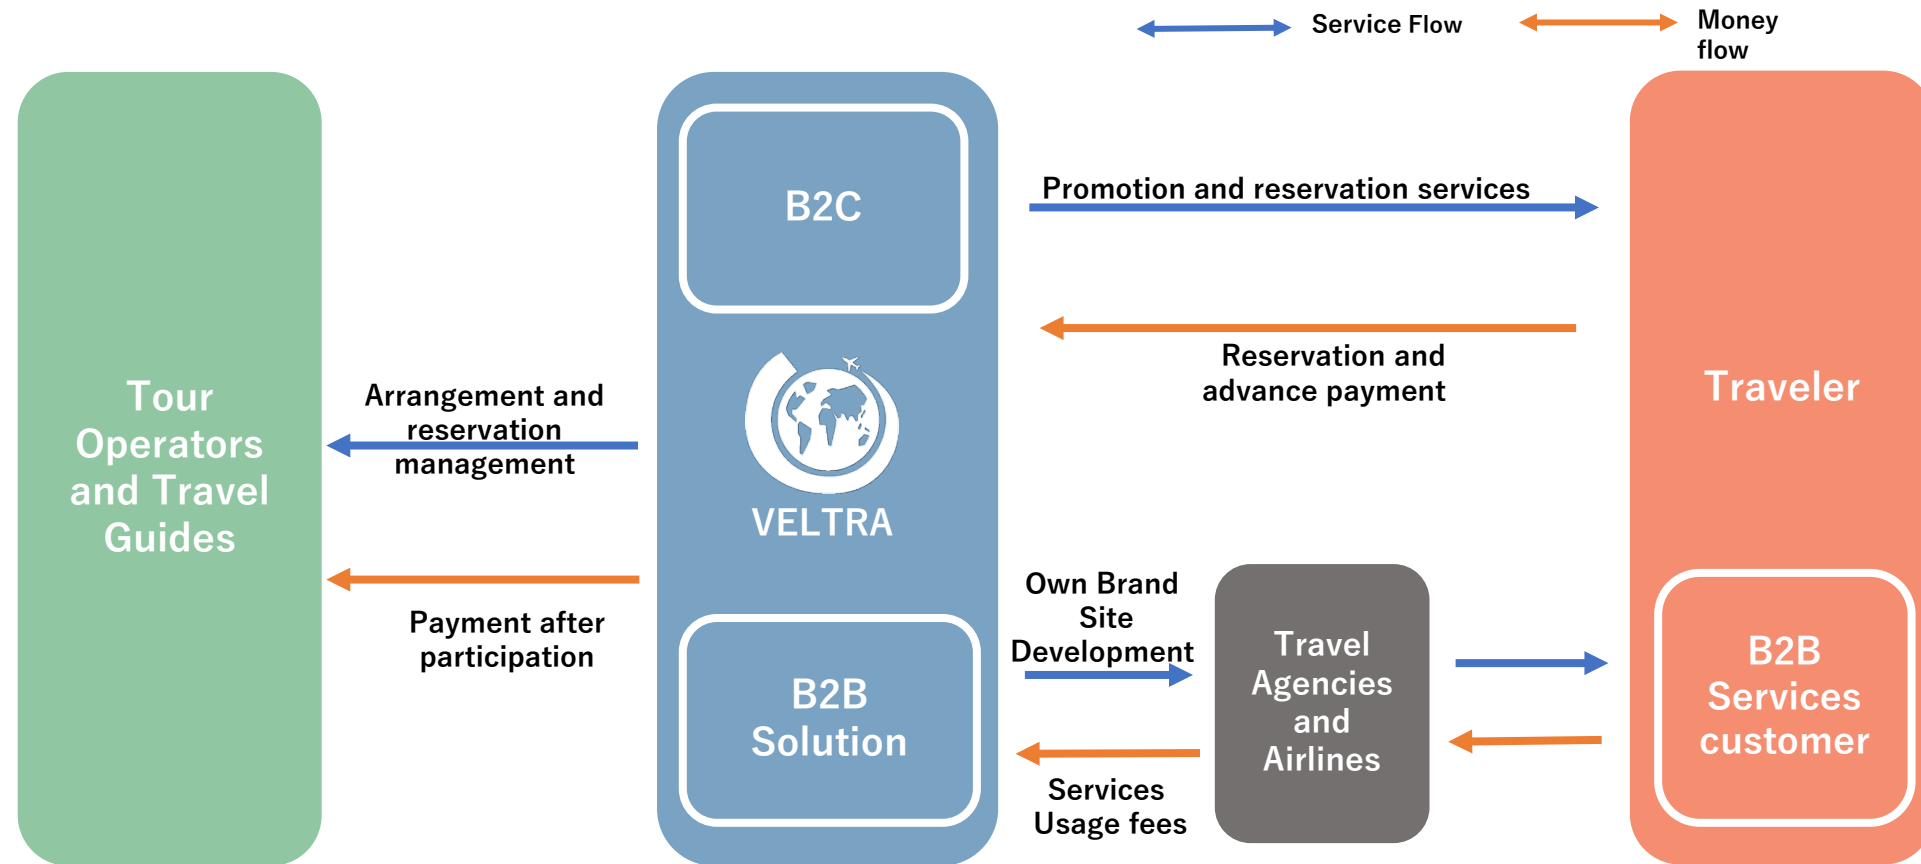 Service Flow
Money
flow
B2C
Promotion and reservation services
Reservation and
advance payment
Tour
Operators
and Travel
Guides
Arrangement and
reservation
management
VELTRA
Traveler
Payment after
participation
B2B
Solution
Own Brand
Site
Development
Services
Usage fees
Travel
Agencies
and
Airlines
B2B
Services
customer